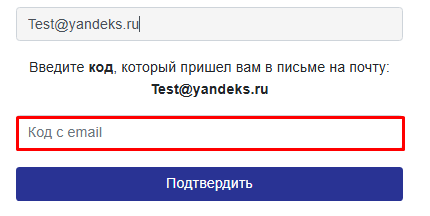 Test@yandeks.ru
Введите код, который пришел вам в письме на почту:
Test@yandeks.ru
Код с email
Подтвердить